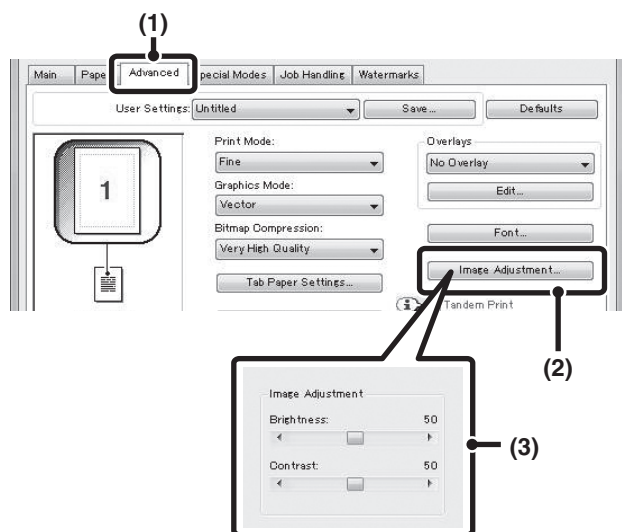 (1)
Main Pape Advanced pecial Modes Job Handling Watermarks
User Settings: Untitled Save... Defaults
Print Mode: Overlays
Fine No Overlay
1
Graphics Mode: Edit...
Vector
Bitmap Compression: Font...
Very High Quality
Image Adjustment...
Tab Paper Settings...
Tandem Print
(2)
Image Adjustment
Brightness: 50
(3)
Contrast: 50